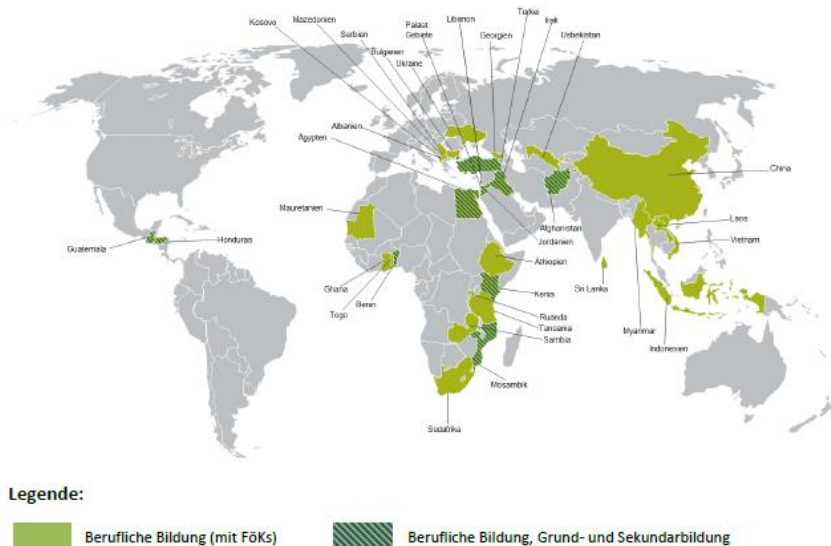 Kosovo
Mazedonien
Serbien
Bulgarien
Ukraine
Paläst.
Gebiete
Libanon
Georgien
Türkei
Irak
Usbekistan
Albanien
Ägypten
China
Mauretanien
Afghanistan
Jordanien
Laos
Vietnam
Guatemala
Honduras
Äthiopien
Sri Lanka
Ghana
Togo
Benin
Kenia
Ruanda
Tansania
Sambia
Myanmar
Indonesien
Mosambik
Südafrika
Legende:
Berufliche Bildung (mit FöKs)
Berufliche Bildung, Grund- und Sekundarbildung